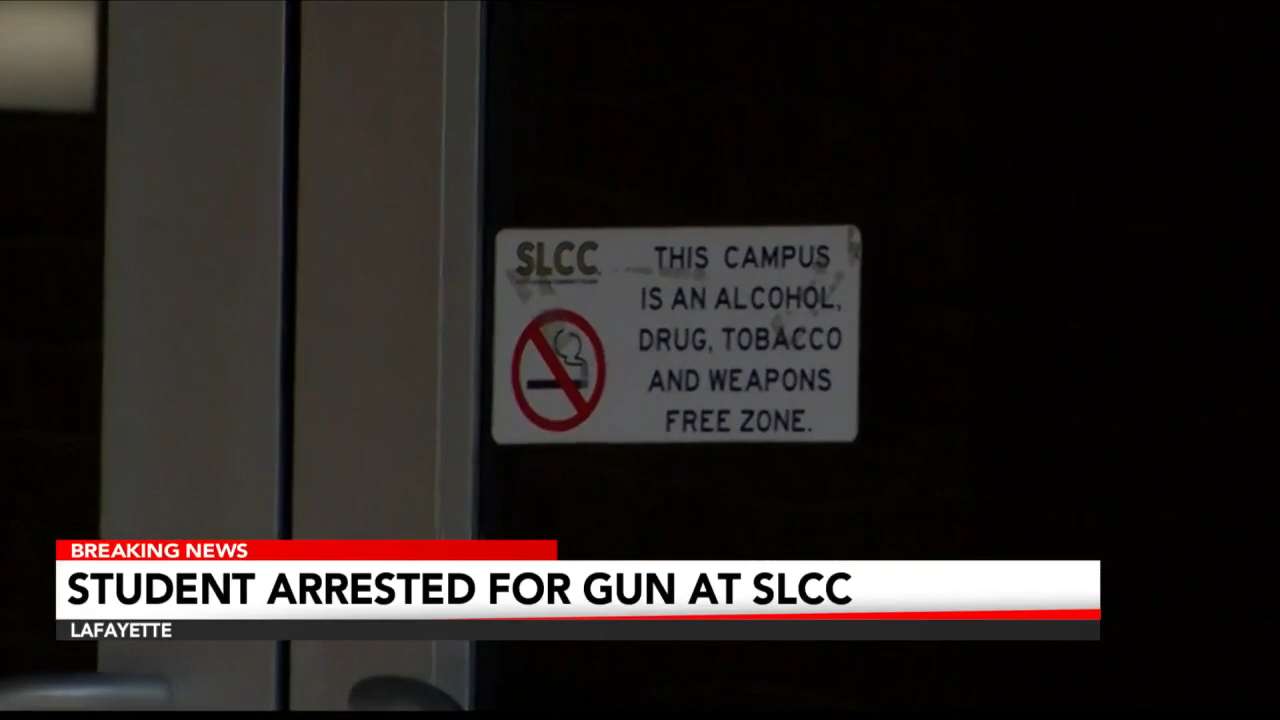 SLCC
THIS CAMPUS
IS AN ALCOHOL,
DRUG, TOBACCO
AND WEAPONS
FREE ZONE.
BREAKING NEWS
STUDENT ARRESTED FOR GUN AT SLCC
LAFAYETTE